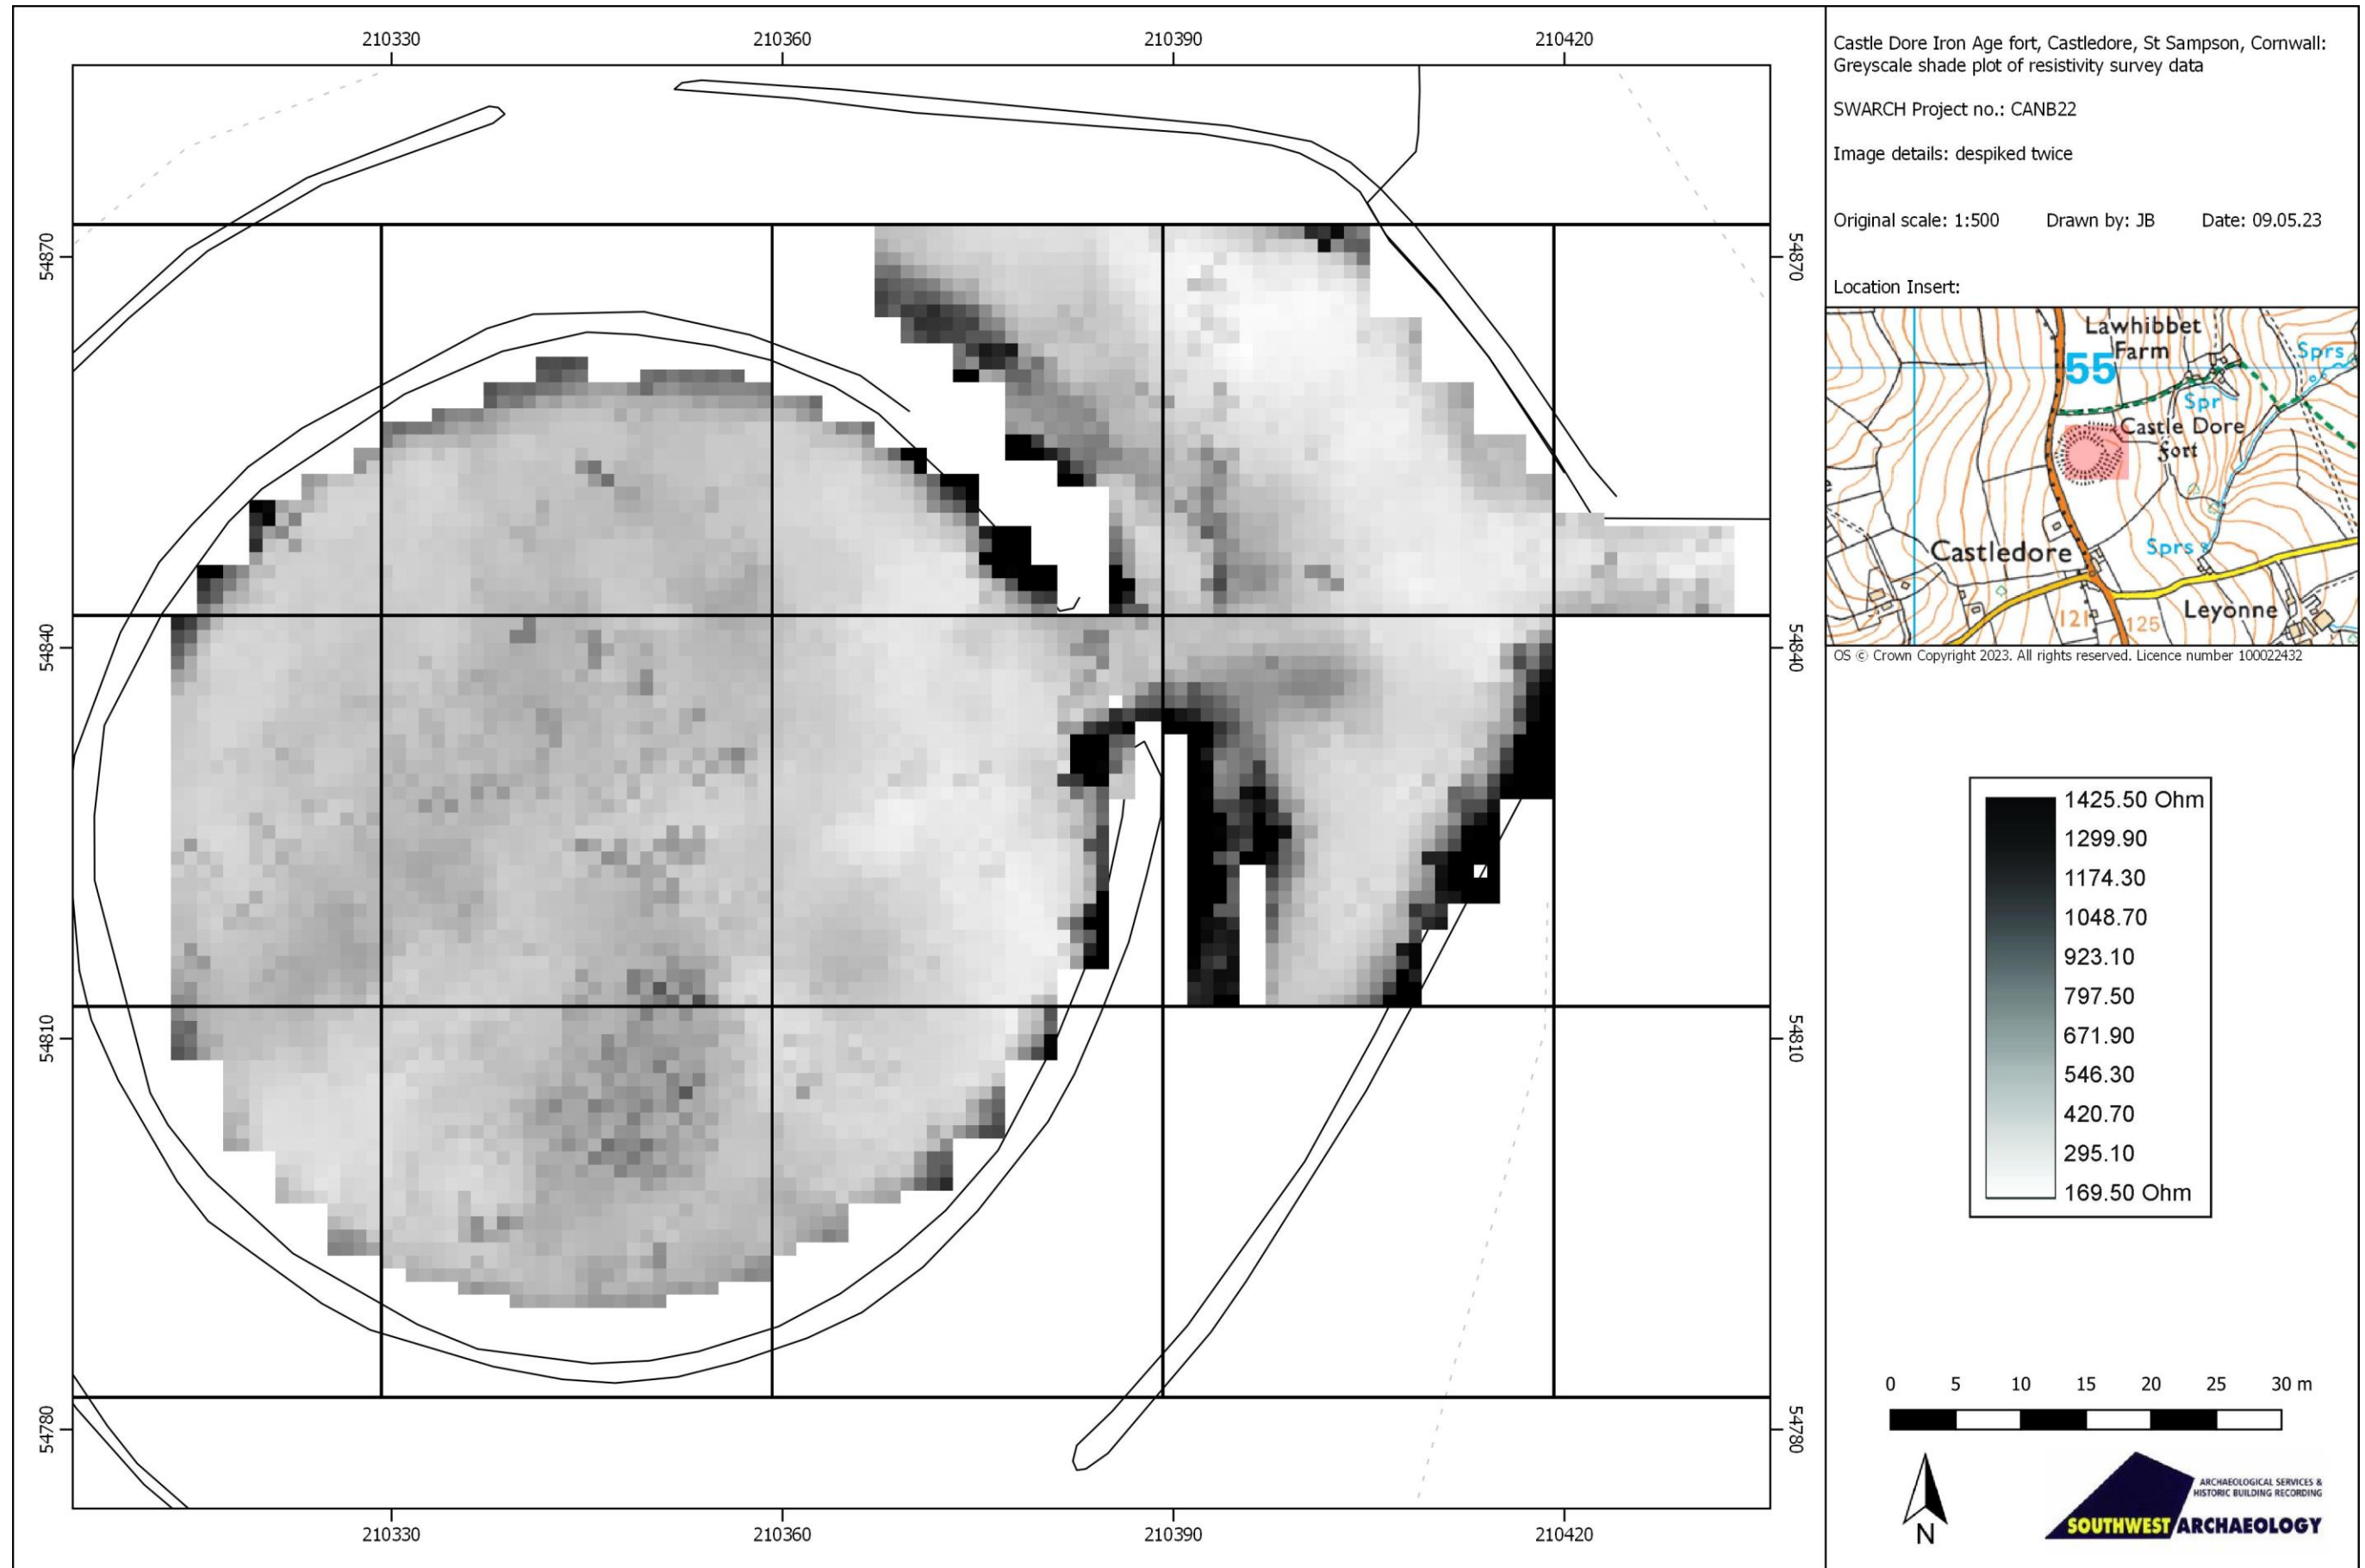 210330 210360 210390 210420
54870 54870
54840 54840
54810 54810
54780 54780
210330 210360 210390 210420
Castle Dore Iron Age fort, Castledore, St Sampson, Cornwall:
Greyscale shade plot of resistivity survey data
SWARCH Project no.: CANB22
Image details: despiked twice
Original scale: 1:500 Drawn by: JB Date: 09.05.23
Location Insert:
Lawhibbet
Farm
55
Sprs
Spr
Castle Dore
fort
Castledore
Sprs
Leyonne
121 125
OS © Crown Copyright 2023. All rights reserved. Licence number 100022432
1425.50 Ohm
1299.90
1174.30
1048.70
923.10
797.50
671.90
546.30
420.70
295.10
169.50 Ohm
0 5 10 15 20 25 30 m
N
ARCHAEOLOGICAL SERVICES &
HISTORIC BUILDING RECORDING
SOUTHWEST ARCHAEOLOGY